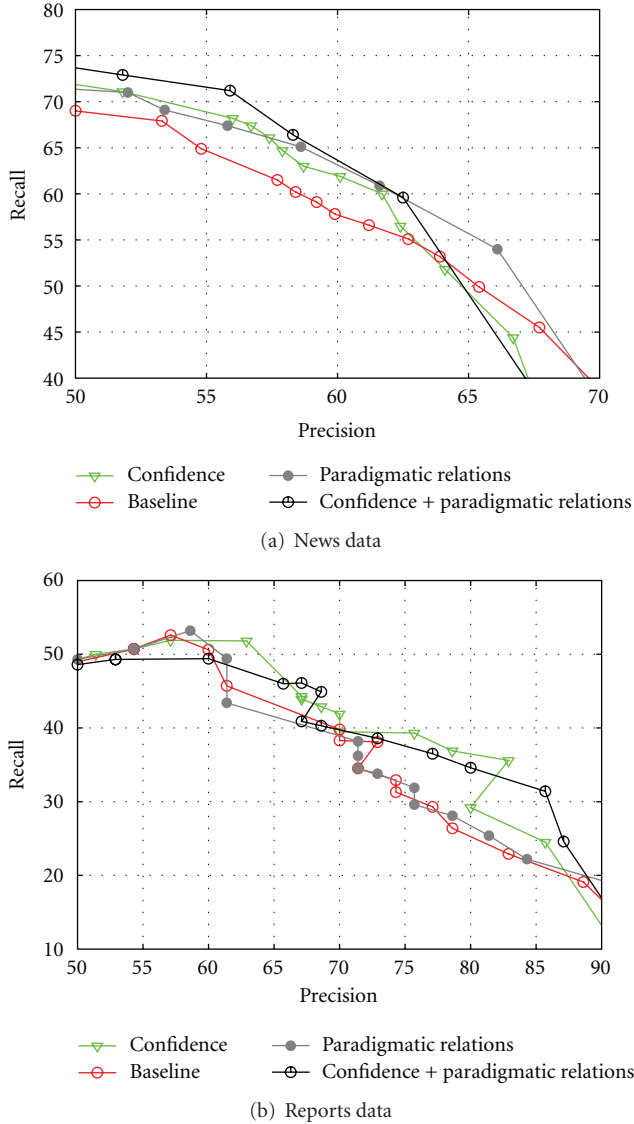 80
75
70
65
60
55
50
45
40
Recall
50 55 60 65 70
Precision
Confidence Paradigmatic relations
Baseline Confidence + paradigmatic relations
(a) News data
60
50
40
30
20
10
Recall
50 55 60 65 70 75 80 85 90
Precision
Confidence Paradigmatic relations
Baseline Confidence + paradigmatic relations
(b) Reports data